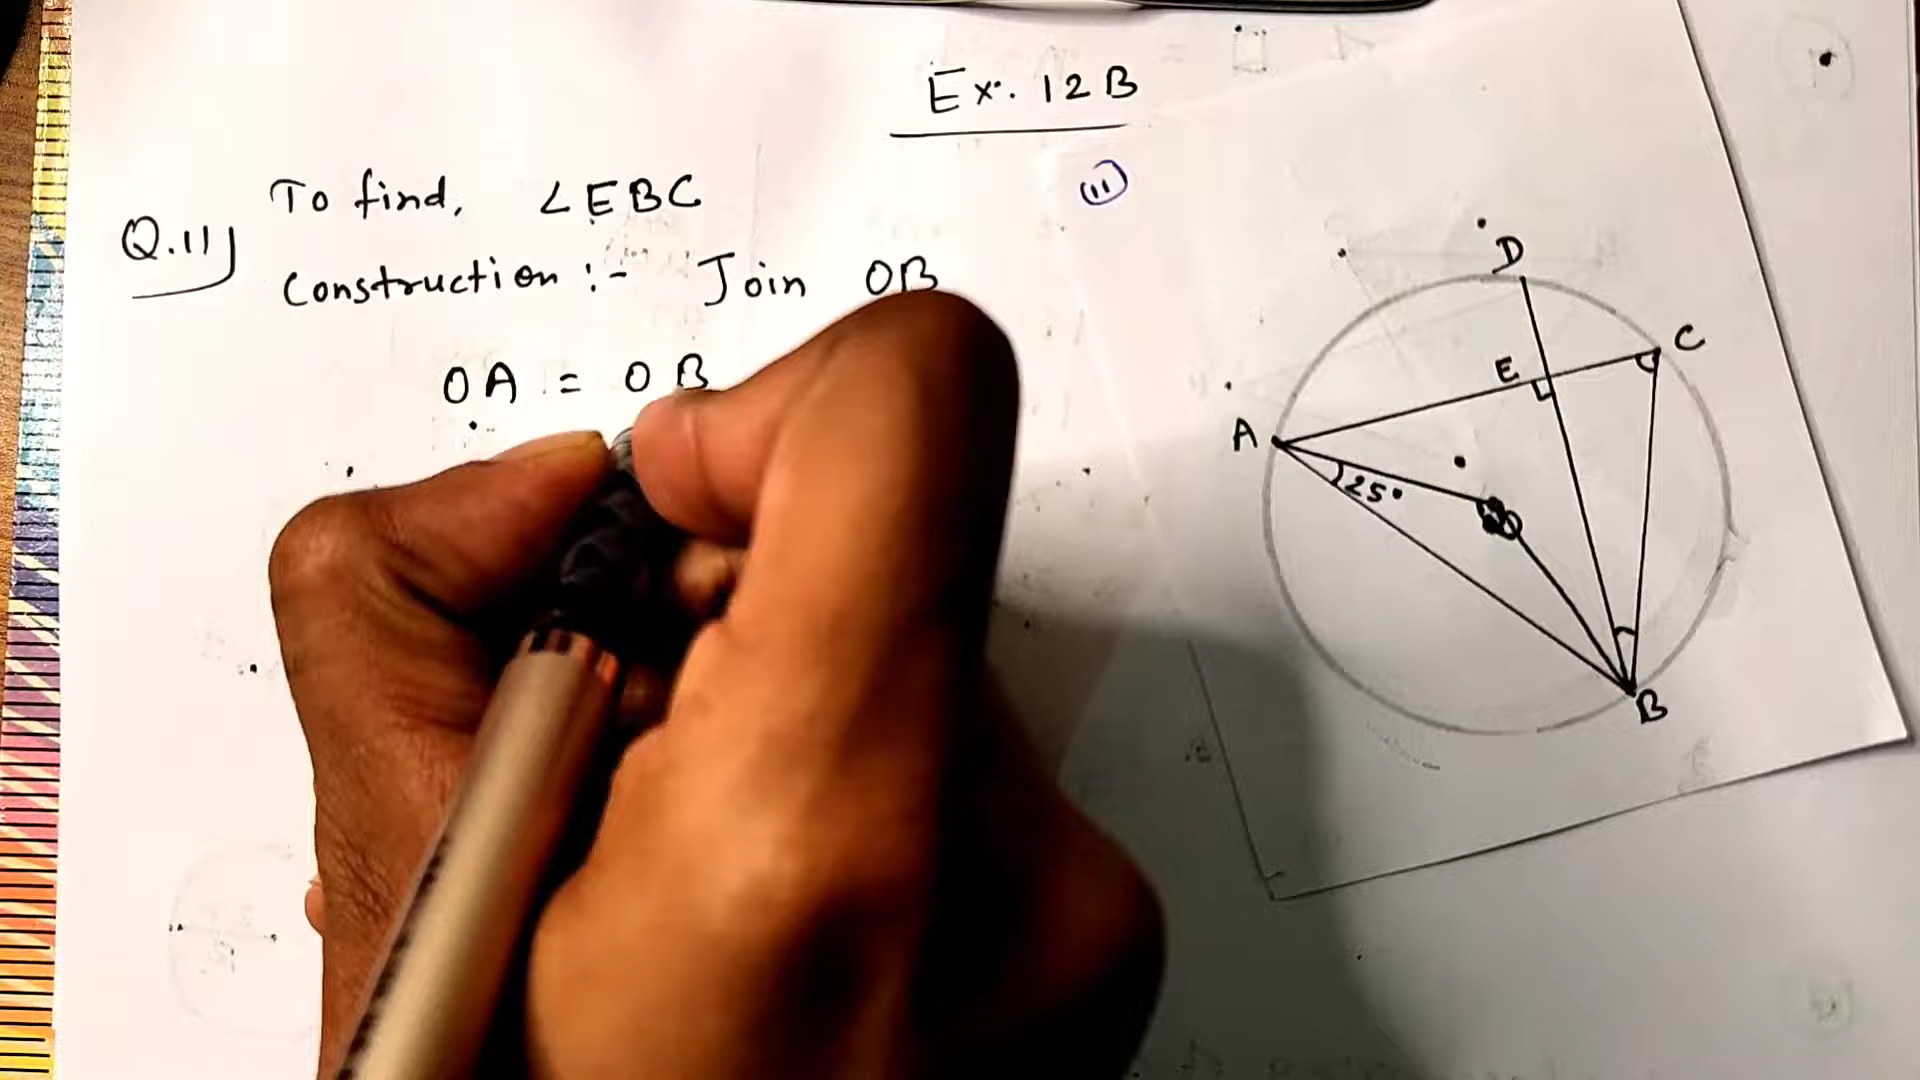 Ex. 12B
Q.11) To find, ∠EBC
Construction :- Join OB
OA = OB
(11)
D
C
E
A
25°
O
B